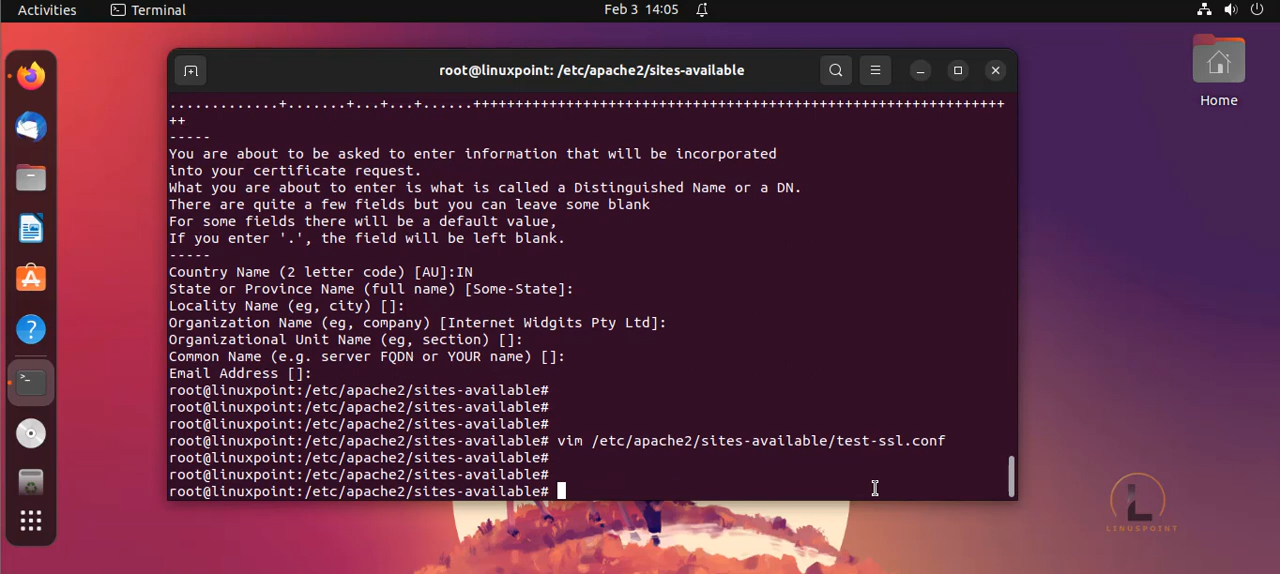 Activities
Terminal
Feb 3 14:05
root@linuxpoint: /etc/apache2/sites-available
Home
.............+.......+...+...+......+++++++++++++++++++++++++++++++++++++++++++++++++++++++++++++++
++
-----
You are about to be asked to enter information that will be incorporated
into your certificate request.
What you are about to enter is what is called a Distinguished Name or a DN.
There are quite a few fields but you can leave some blank
For some fields there will be a default value,
If you enter '.', the field will be left blank.
-----
Country Name (2 letter code) [AU]:IN
State or Province Name (full name) [Some-State]:
Locality Name (eg, city) []:
Organization Name (eg, company) [Internet Widgits Pty Ltd]:
Organizational Unit Name (eg, section) []:
Common Name (e.g. server FQDN or YOUR name) []:
Email Address []:
root@linuxpoint:/etc/apache2/sites-available#
root@linuxpoint:/etc/apache2/sites-available#
root@linuxpoint:/etc/apache2/sites-available#
root@linuxpoint:/etc/apache2/sites-available# vim /etc/apache2/sites-available/test-ssl.conf
root@linuxpoint:/etc/apache2/sites-available#
root@linuxpoint:/etc/apache2/sites-available#
root@linuxpoint:/etc/apache2/sites-available#
L
LINUSPOINT